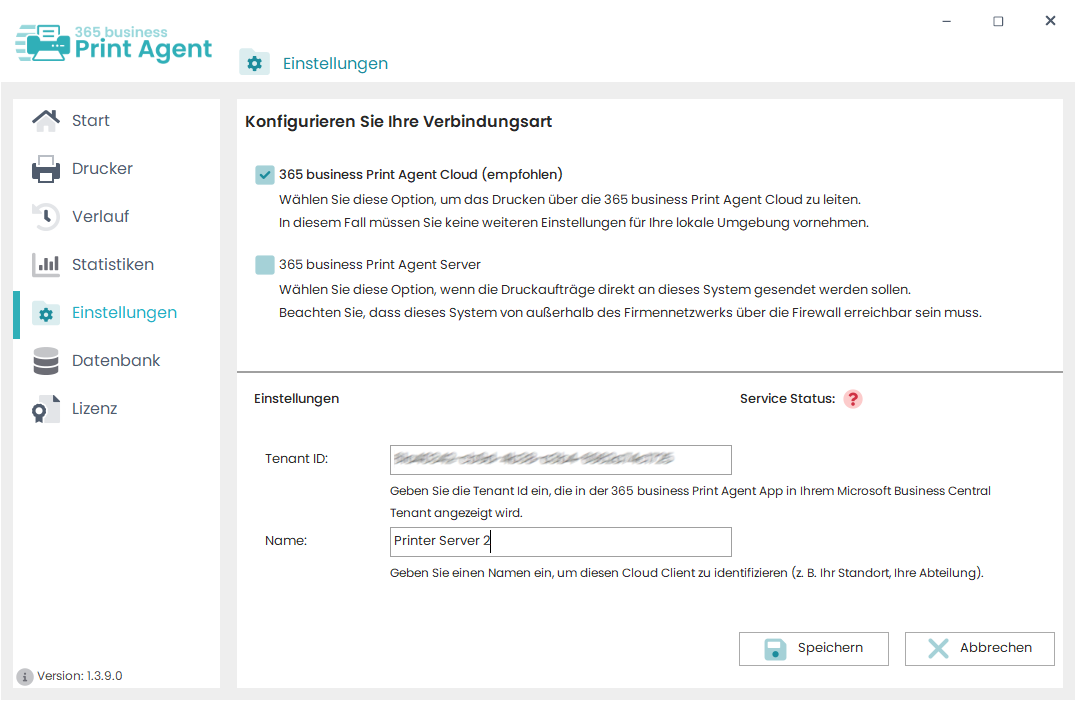 365 business
Print Agent
Einstellungen
Start
Drucker
Verlauf
Statistiken
Einstellungen
Datenbank
Lizenz
Version: 1.3.9.0
Konfigurieren Sie Ihre Verbindungsart
365 business Print Agent Cloud (empfohlen)
Wählen Sie diese Option, um das Drucken über die 365 business Print Agent Cloud zu leiten.
In diesem Fall müssen Sie keine weiteren Einstellungen für Ihre lokale Umgebung vornehmen.
365 business Print Agent Server
Wählen Sie diese Option, wenn die Druckaufträge direkt an dieses System gesendet werden sollen.
Beachten Sie, dass dieses System von außerhalb des Firmennetzwerks über die Firewall erreichbar sein muss.
Einstellungen
Service Status: ?
Tenant ID:
Geben Sie die Tenant Id ein, die in der 365 business Print Agent App in Ihrem Microsoft Business Central
Tenant angezeigt wird.
Name: Printer Server 2
Geben Sie einen Namen ein, um diesen Cloud Client zu identifizieren (z. B. Ihr Standort, Ihre Abteilung).
Speichern
Abbrechen